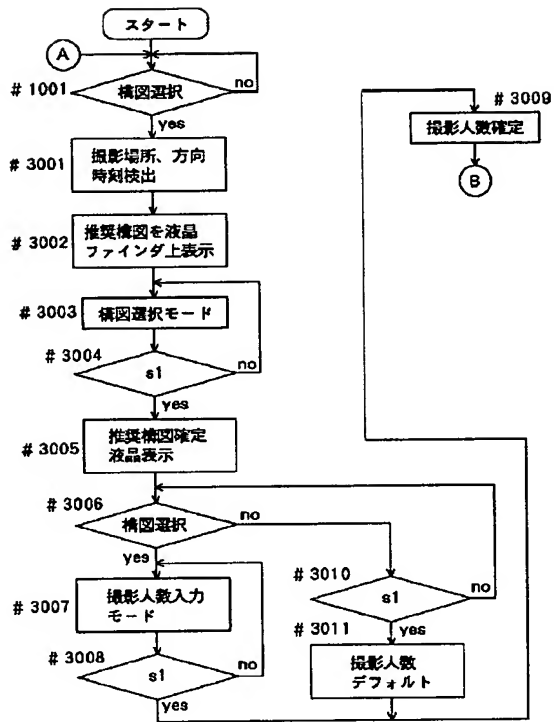 スタート
A
# 1001
構図選択
no
yes
# 3001
撮影場所、方向
時刻検出
# 3002
推奨構図を液晶
ファインダ上表示
# 3003
構図選択モード
# 3004
s1
no
yes
# 3005
推奨構図確定
液晶表示
# 3006
構図選択
no
yes
# 3007
撮影人数入力
モード
# 3008
s1
no
yes
# 3010
s1
no
yes
# 3011
撮影人数
デフォルト
# 3009
撮影人数確定
B